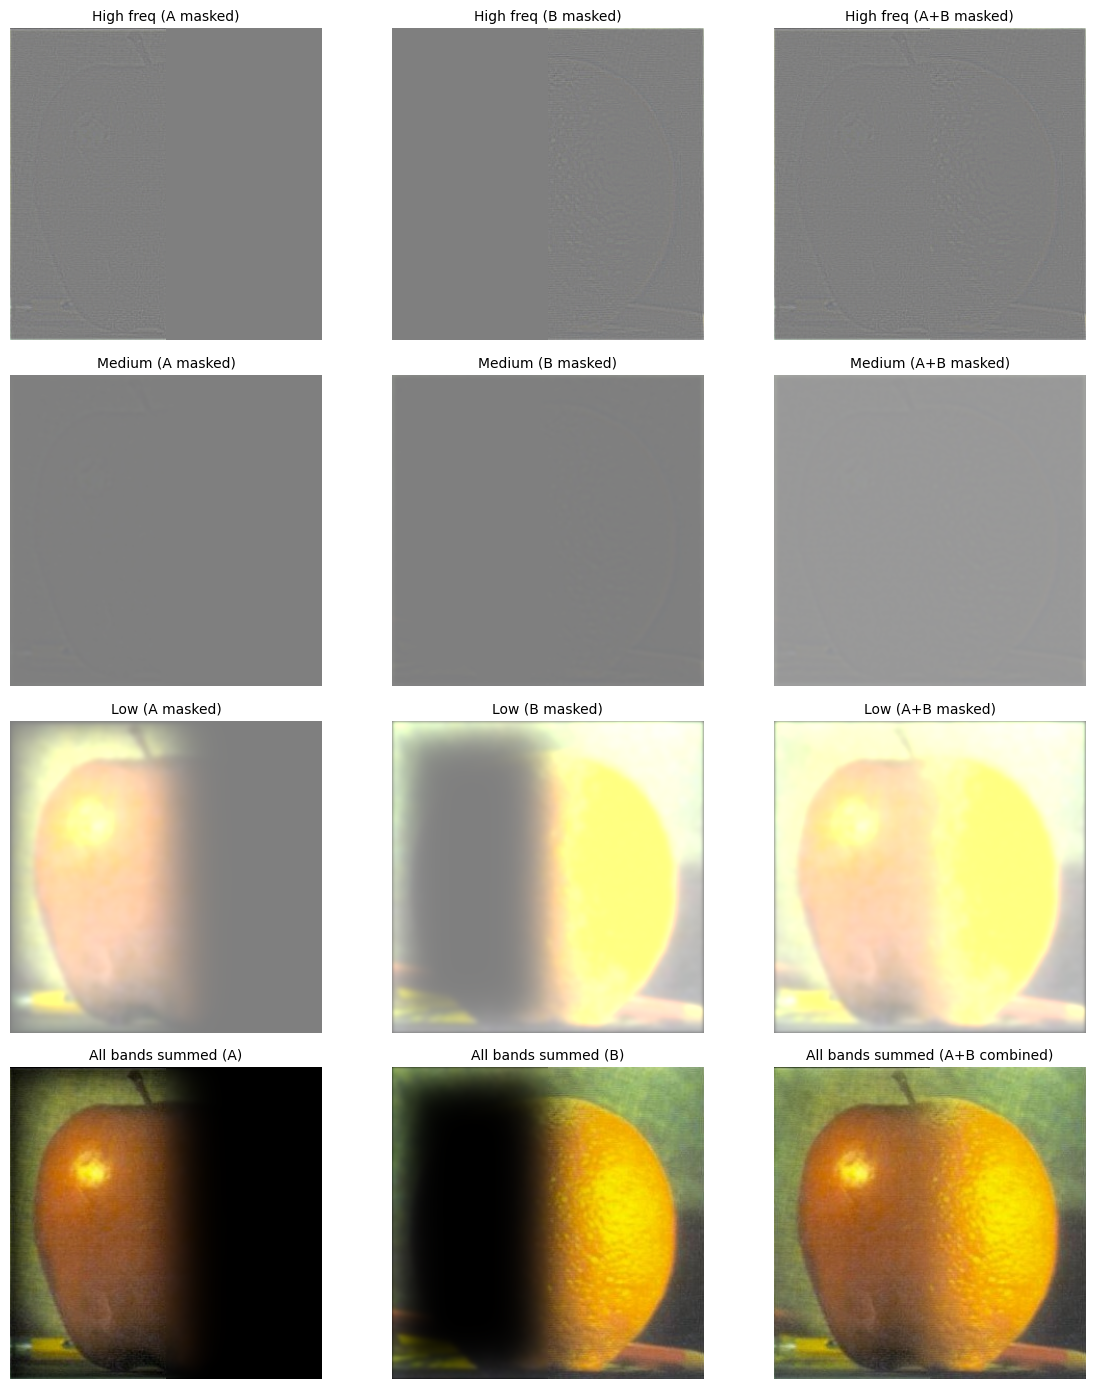 High freq (A masked)
High freq (B masked)
High freq (A+B masked)
Medium (A masked)
Medium (B masked)
Medium (A+B masked)
Low (A masked)
Low (B masked)
Low (A+B masked)
All bands summed (A)
All bands summed (B)
All bands summed (A+B combined)